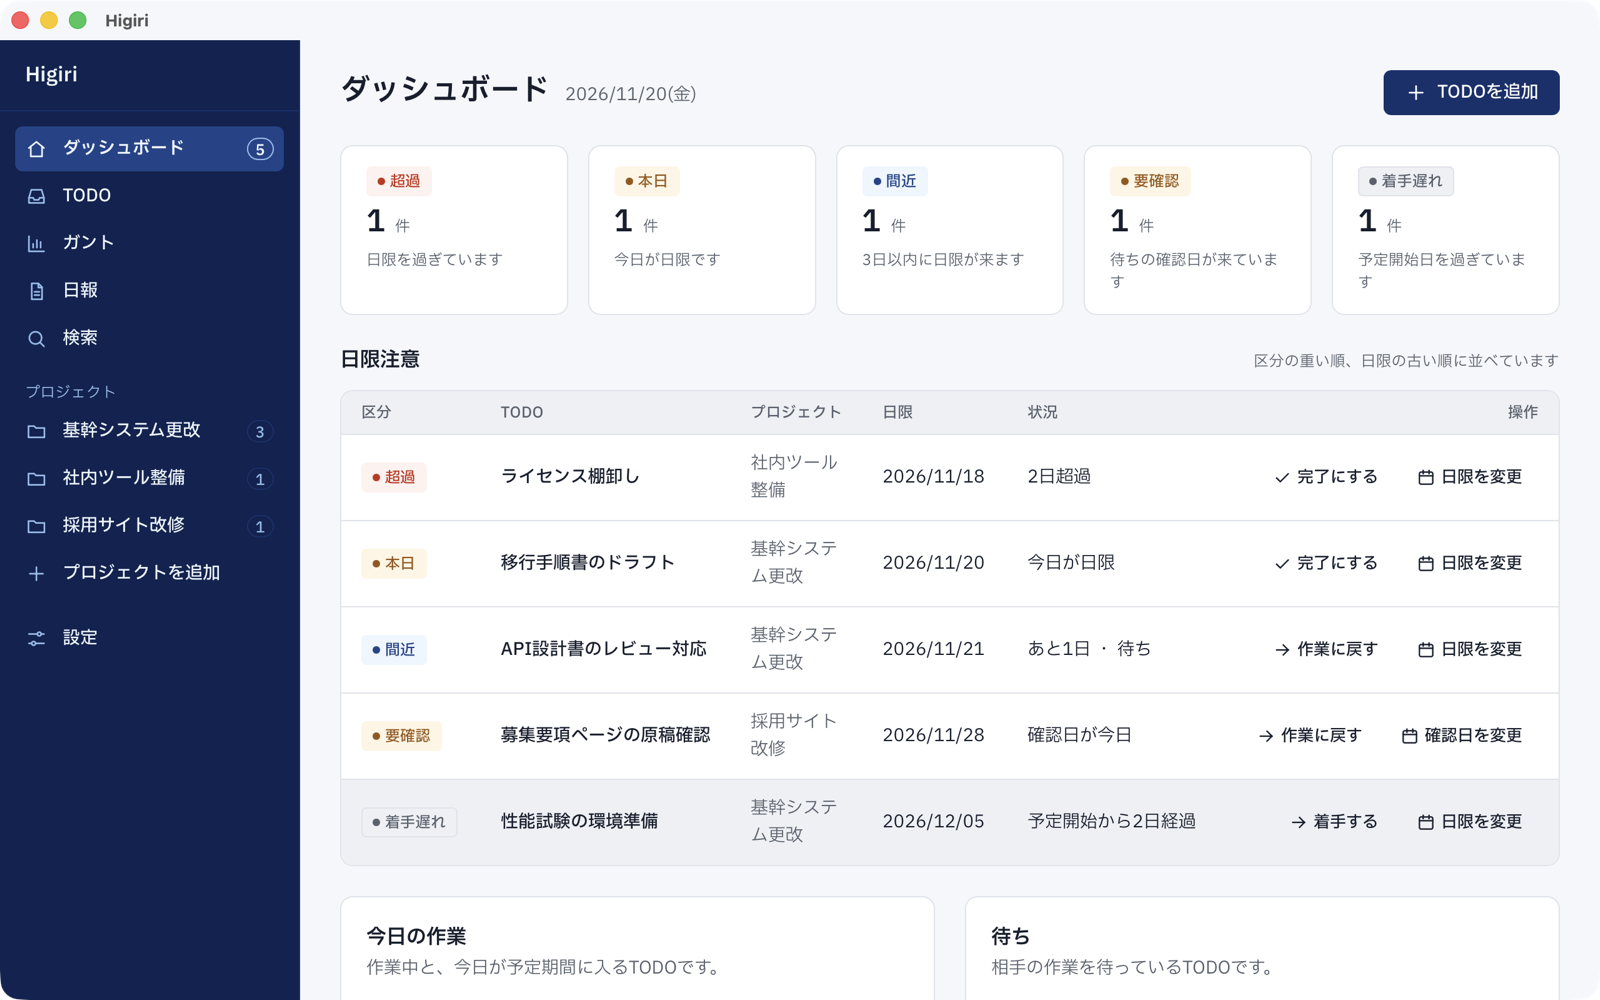 Higiri
Higiri
ダッシュボード 5
TODO
ガント
日報
検索
プロジェクト
基幹システム更改 3
社内ツール整備 1
採用サイト改修 1
プロジェクトを追加
設定
ダッシュボード 2026/11/20(金)
TODOを追加
超過
1 件
日限を過ぎています
本日
1 件
今日が日限です
間近
1 件
3日以内に日限が来ます
要確認
1 件
待ちの確認日が来ていま
す
着手遅れ
1 件
予定開始日を過ぎていま
す
日限注意
区分の重い順、日限の古い順に並べています
区分 TODO プロジェクト 日限 状況 操作
超過 ライセンス棚卸し 社内ツール
整備 2026/11/18 2日超過 完了にする 日限を変更
本日 移行手順書のドラフト 基幹システ
ム更改 2026/11/20 今日が日限 完了にする 日限を変更
間近 API設計書のレビュー対応 基幹システ
ム更改 2026/11/21 あと1日 · 待ち 作業に戻す 日限を変更
要確認 募集要項ページの原稿確認 採用サイト
改修 2026/11/28 確認日が今日 作業に戻す 確認日を変更
着手遅れ 性能試験の環境準備 基幹システ
ム更改 2026/12/05 予定開始から2日経過 着手する 日限を変更
今日の作業
作業中と、今日が予定期間に入るTODOです。
待ち
相手の作業を待っているTODOです。